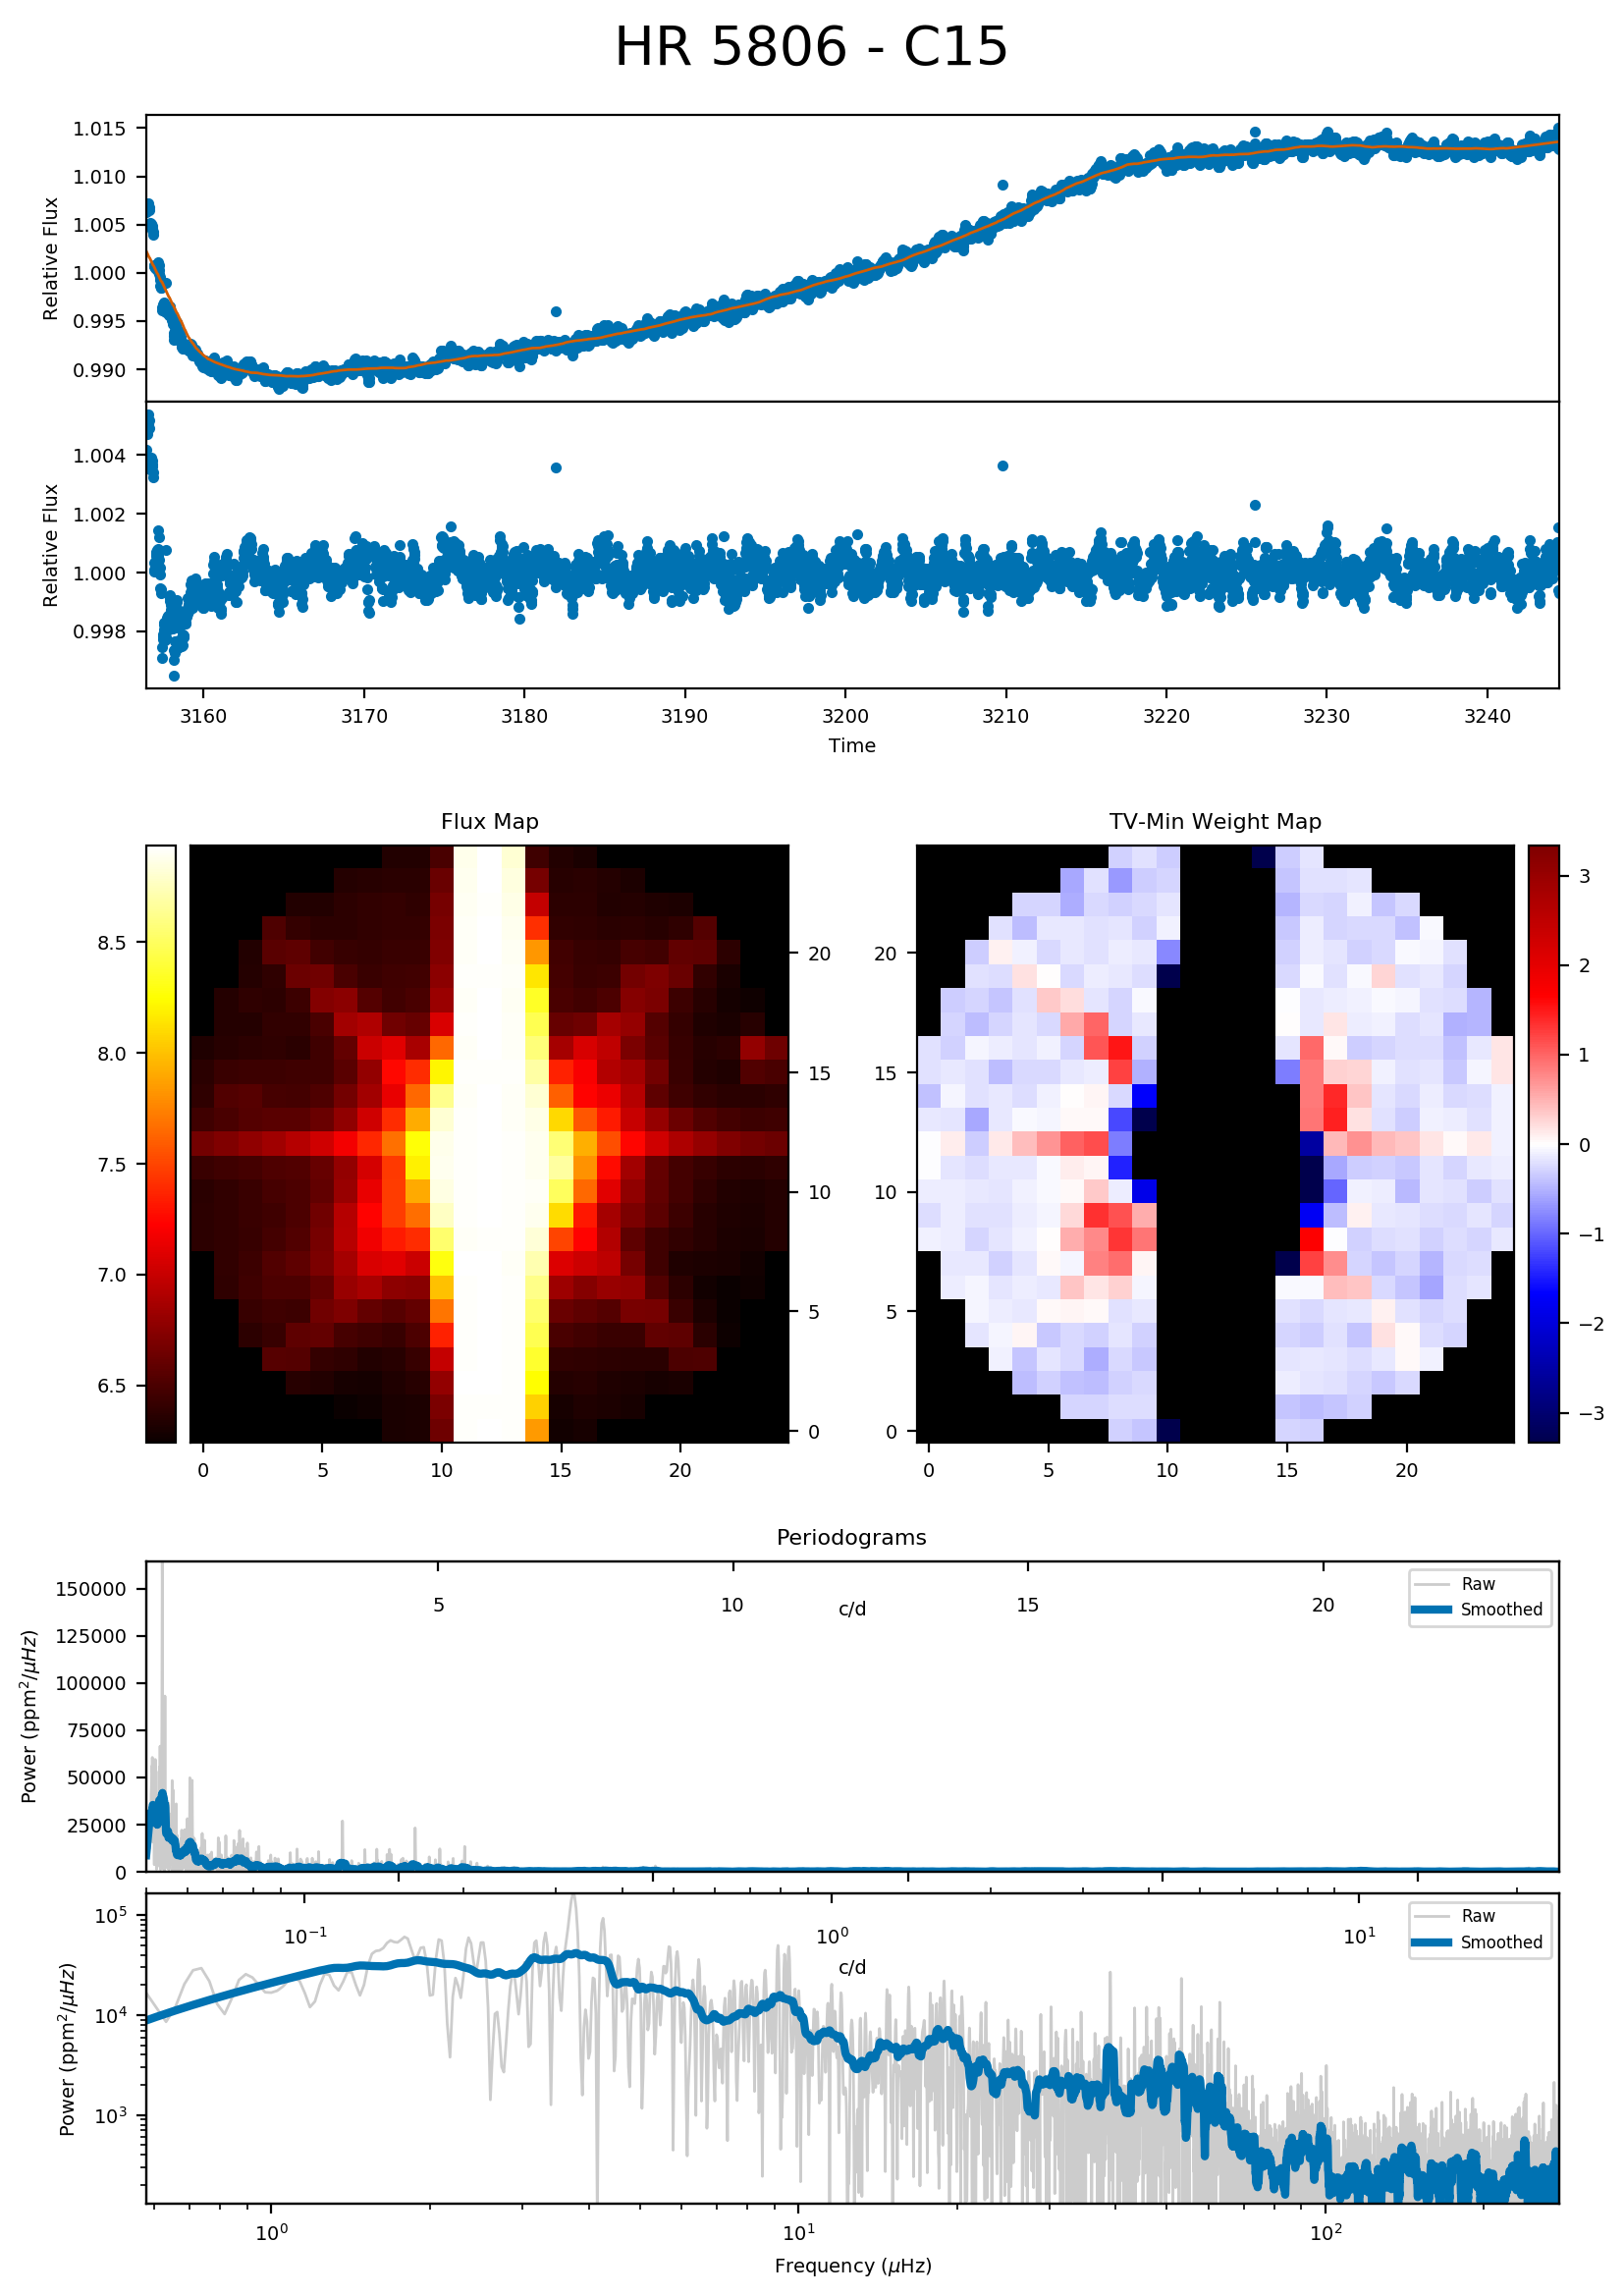 HR 5806 - C15
1.015
1.010
1.005
1.000
0.995
0.990
Relative Flux
1.004
1.002
1.000
0.998
Relative Flux
3160 3170 3180 3190 3200 3210 3220 3230 3240
Time
Flux Map
8.5
8.0
7.5
7.0
6.5
20
15
10
5
0
0 5 10 15 20
TV-Min Weight Map
20
15
10
5
0
0 5 10 15 20
3
2
1
0
−1
−2
−3
Periodograms
150000
125000
100000
75000
50000
25000
0
Power (ppm²/μHz)
5 10 15 20
c/d
Raw
Smoothed
10⁵
10⁴
10³
Power (ppm²/μHz)
10⁻¹ 10⁰ 10¹
c/d
Raw
Smoothed
10⁰ 10¹ 10²
Frequency (μHz)